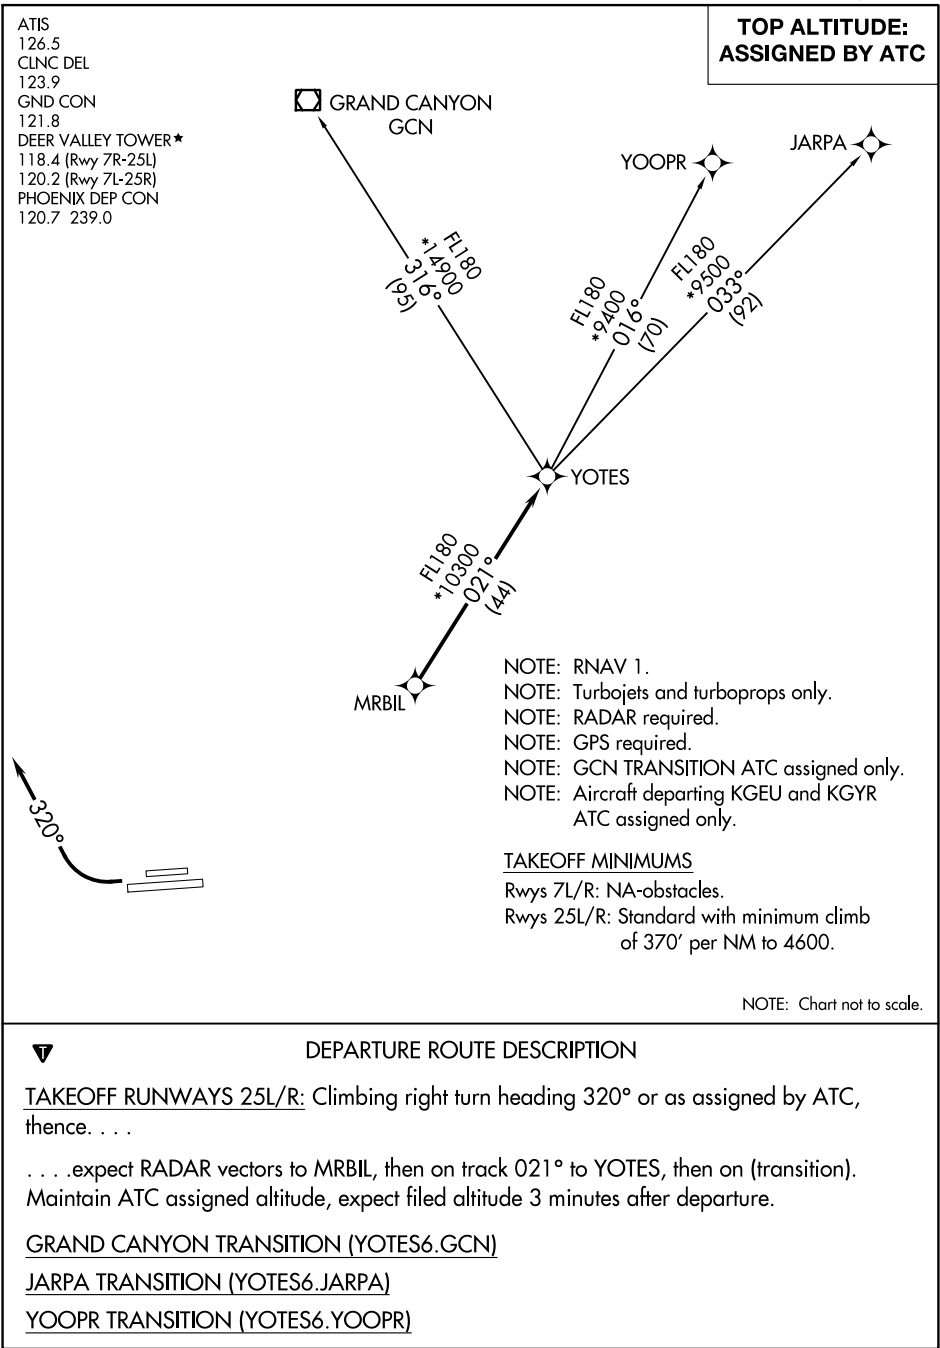 ATIS
126.5
CLNC DEL
123.9
GND CON
121.8
DEER VALLEY TOWER★
118.4 (Rwy 7R-25L)
120.2 (Rwy 7L-25R)
PHOENIX DEP CON
120.7 239.0
TOP ALTITUDE:
ASSIGNED BY ATC
GRAND CANYON
GCN
YOOPR
JARPA
FL180
*14900
316°
(95)
FL180
*9400
016°
(70)
FL180
*9500
033°
(92)
YOTES
FL180
*10300
021°
(44)
MRBIL
320°
NOTE: RNAV 1.
NOTE: Turbojets and turboprops only.
NOTE: RADAR required.
NOTE: GPS required.
NOTE: GCN TRANSITION ATC assigned only.
NOTE: Aircraft departing KGEU and KGYR
ATC assigned only.
TAKEOFF MINIMUMS
Rwys 7L/R: NA-obstacles.
Rwys 25L/R: Standard with minimum climb
of 370' per NM to 4600.
NOTE: Chart not to scale.
T
DEPARTURE ROUTE DESCRIPTION
TAKEOFF RUNWAYS 25L/R: Climbing right turn heading 320° or as assigned by ATC,
thence. . . .
. . . .expect RADAR vectors to MRBIL, then on track 021° to YOTES, then on (transition).
Maintain ATC assigned altitude, expect filed altitude 3 minutes after departure.
GRAND CANYON TRANSITION (YOTES6.GCN)
JARPA TRANSITION (YOTES6.JARPA)
YOOPR TRANSITION (YOTES6.YOOPR)